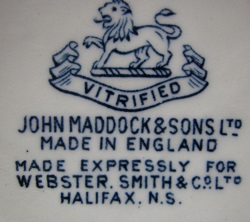 VITRIFIED
JOHN MADDOCK & SONS LTD
MADE IN ENGLAND
MADE EXPRESSLY FOR
WEBSTER. SMITH & CO. LTD
HALIFAX, N.S.